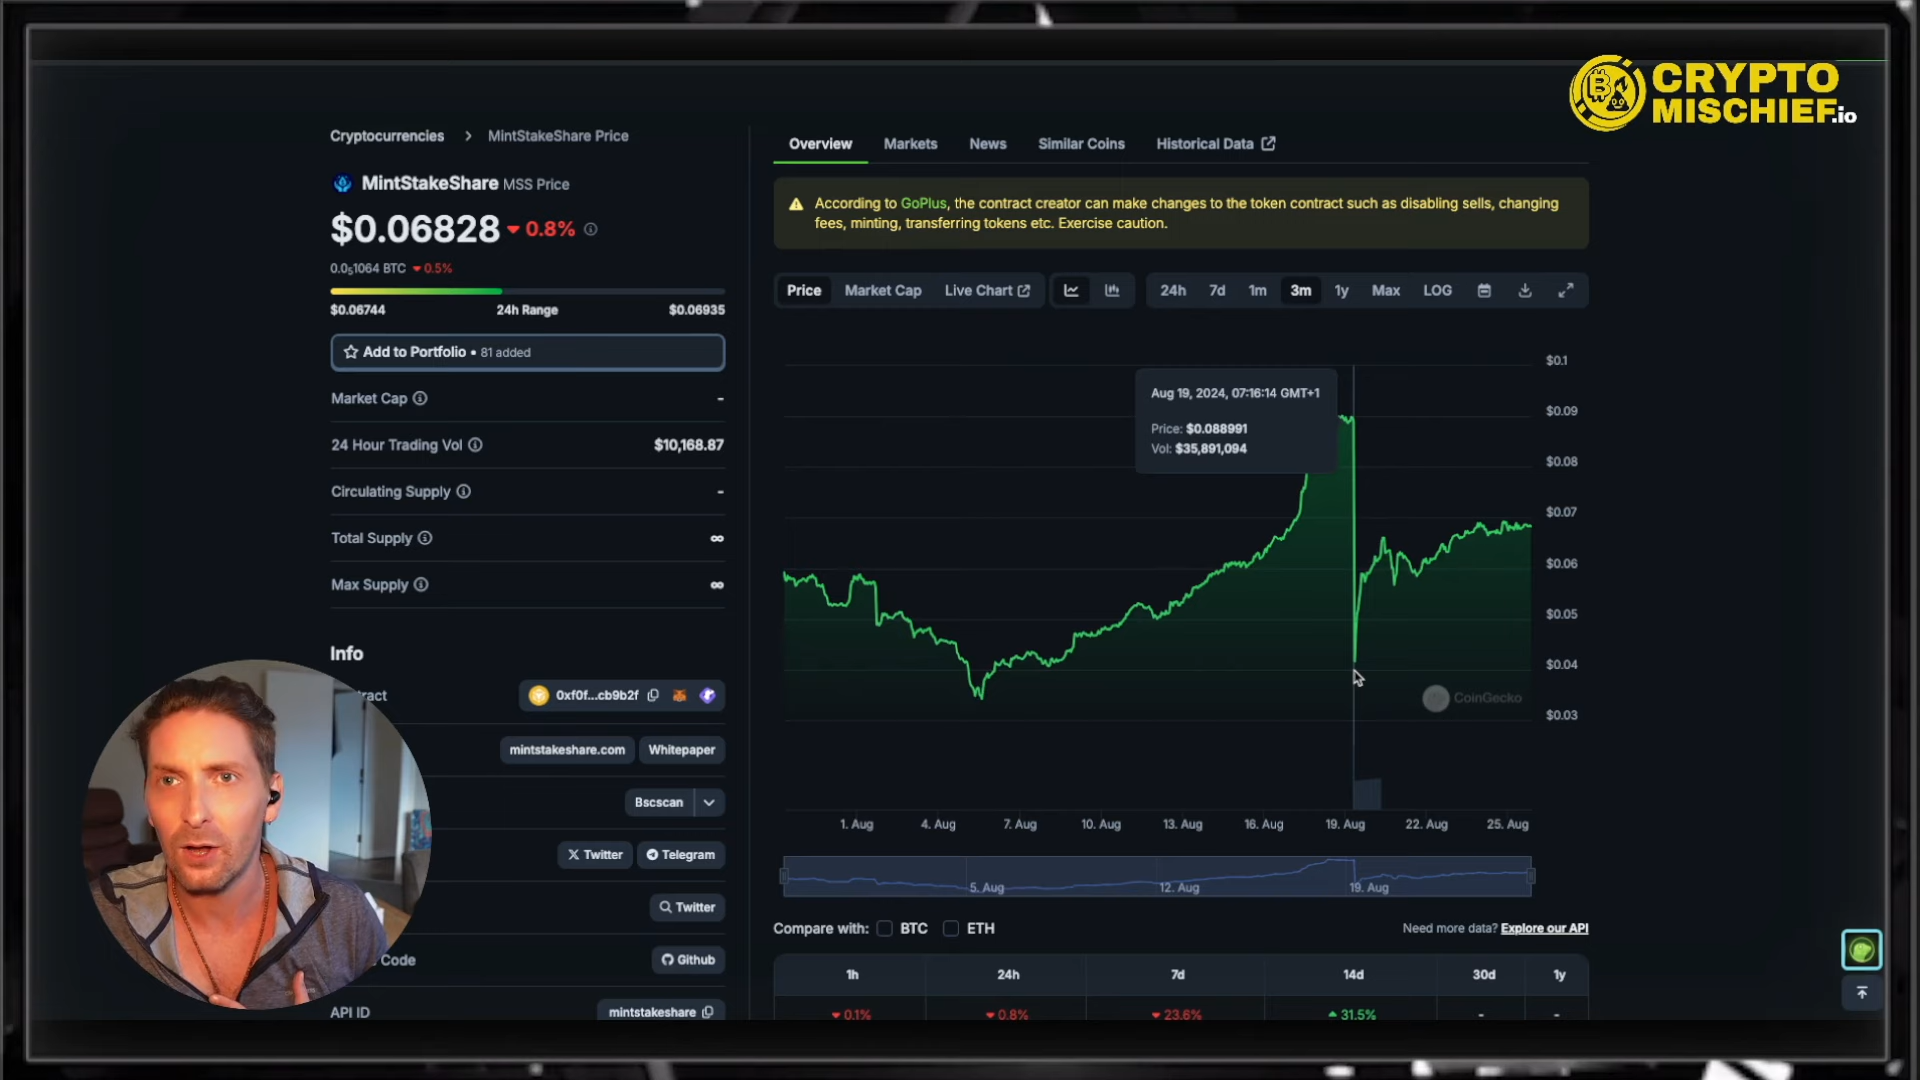 CRYPTO
MISCHIEF.io
Cryptocurrencies > MintStakeShare Price
MintStakeShare MSS Price
$0.06828 0.8%
0.0₅1064 BTC 0.5%
$0.06744 24h Range $0.06935
Add to Portfolio • 81 added
Market Cap -
24 Hour Trading Vol $10,168.87
Circulating Supply -
Total Supply ∞
Max Supply ∞
Info
ract 0xf0f...cb9b2f
mintstakeshare.com Whitepaper
Bscscan
X Twitter Telegram
Twitter
Code Github
API ID mintstakeshare
Overview Markets News Similar Coins Historical Data
According to GoPlus, the contract creator can make changes to the token contract such as disabling sells, changing
fees, minting, transferring tokens etc. Exercise caution.
Price Market Cap Live Chart 24h 7d 1m 3m 1y Max LOG
Aug 19, 2024, 07:16:14 GMT+1
Price: $0.088991
Vol: $35,891,094
$0.1
$0.09
$0.08
$0.07
$0.06
$0.05
$0.04
$0.03
CoinGecko
1. Aug 4. Aug 7. Aug 10. Aug 13. Aug 16. Aug 19. Aug 22. Aug 25. Aug
5. Aug 12. Aug 19. Aug
Compare with: BTC ETH
Need more data? Explore our API
1h 24h 7d 14d 30d 1y
0.1% 0.8% 23.6% 31.5% - -